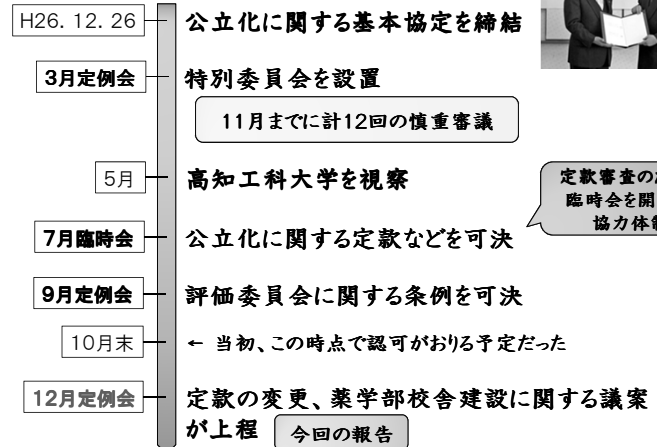 H26. 12. 26
公立化に関する基本協定を締結
3月定例会
特別委員会を設置
11月までに計12回の慎重審議
5月
高知工科大学を視察
定款審査の
臨時会を開
協力体
7月臨時会
公立化に関する定款などを可決
9月定例会
評価委員会に関する条例を可決
10月末
← 当初、この時点で認可がおりる予定だった
12月定例会
定款の変更、薬学部校舎建設に関する議案
が上程
今回の報告